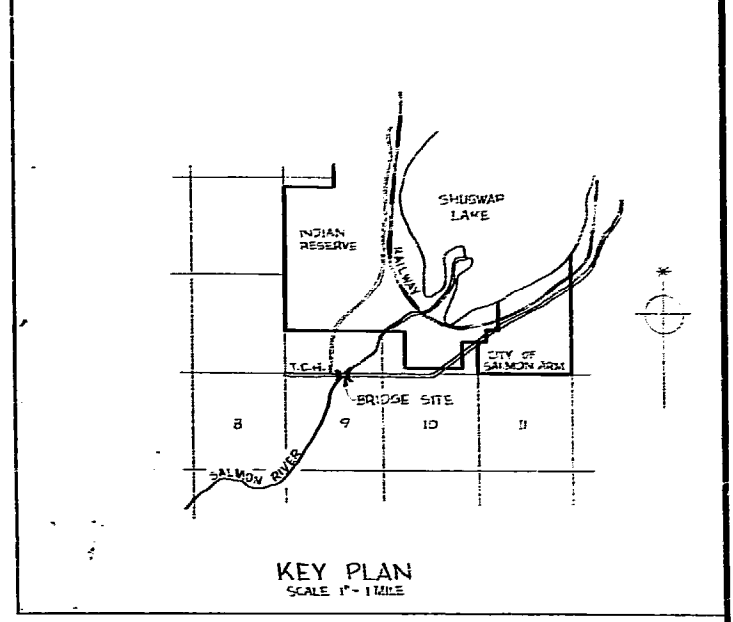 SHUSWAP
LAKE
INDIAN
RESERVE
RAILWAY
T.C.H.
CITY OF
SALMON ARM
BRIDGE SITE
8
9
10
11
SALMON RIVER
KEY PLAN
SCALE 1" - 1 MILE